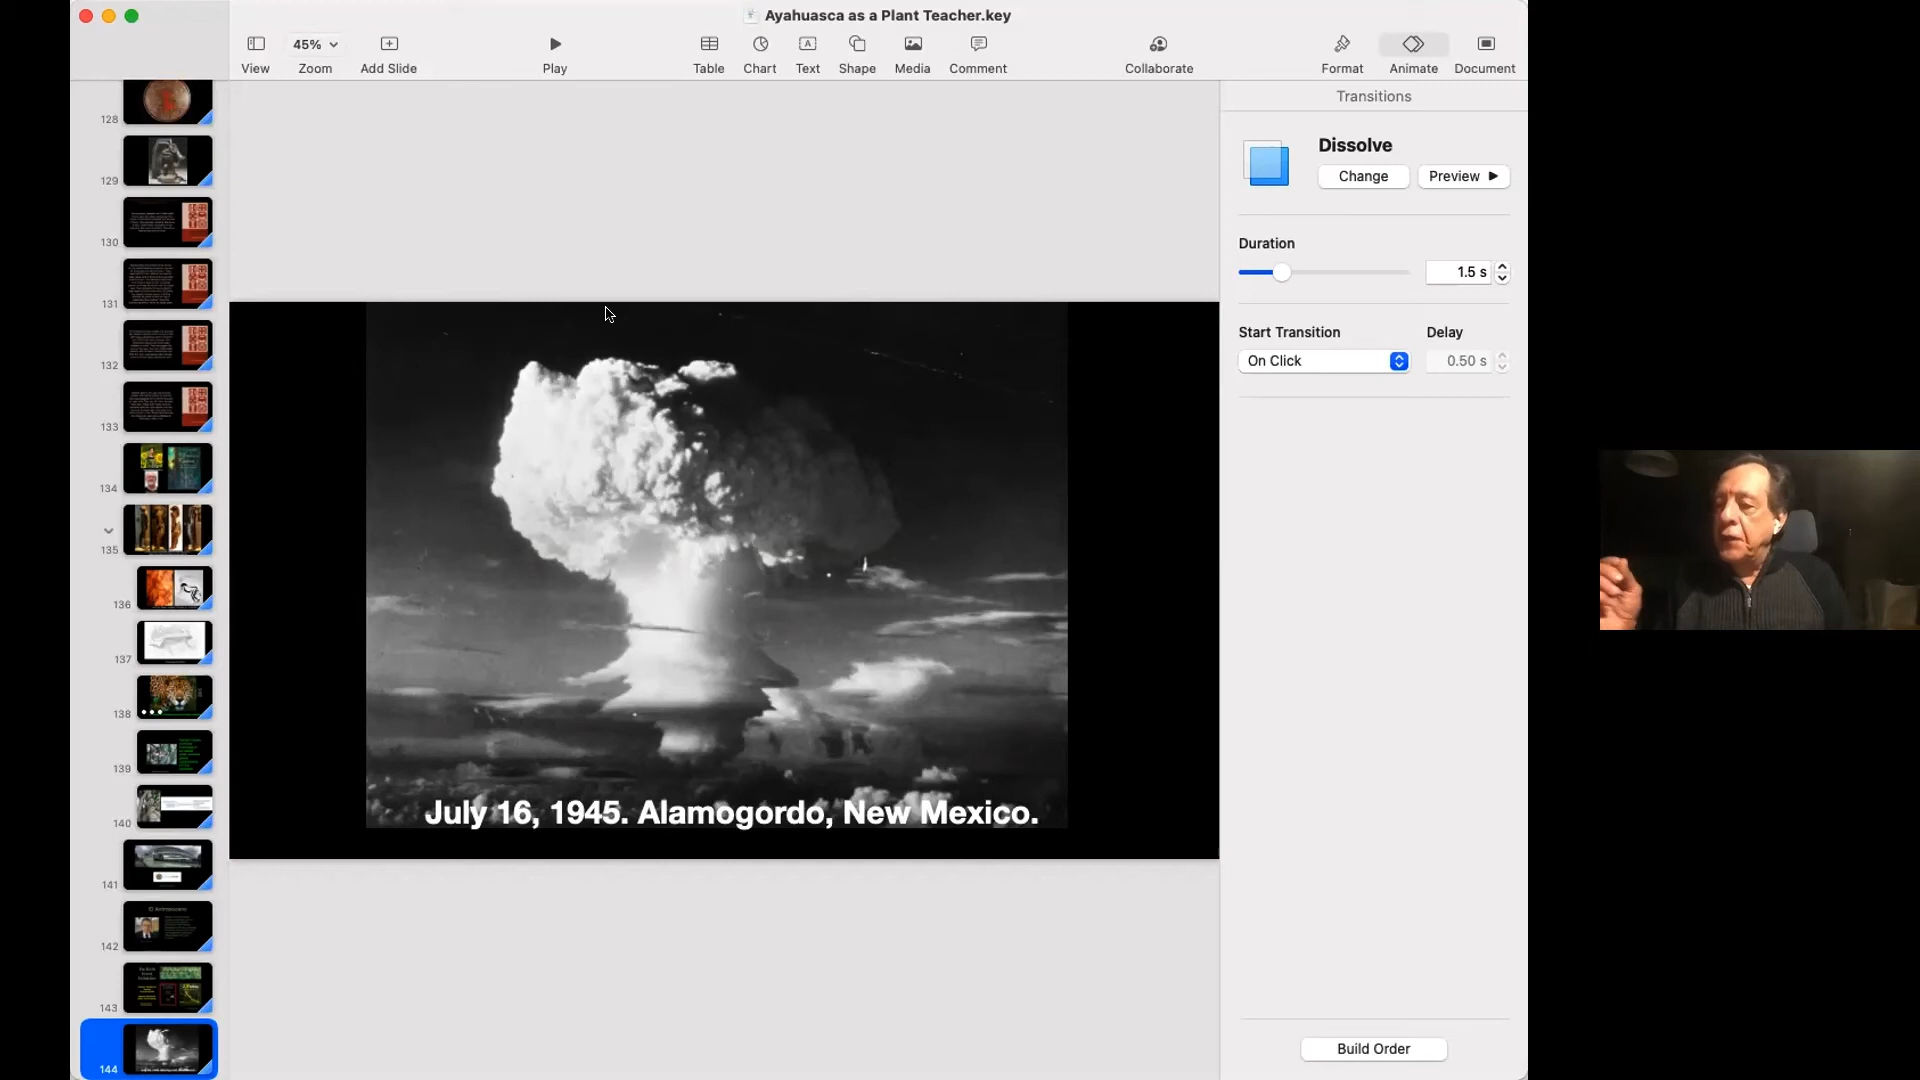 Ayahuasca as a Plant Teacher.key
45%
View
Zoom
Add Slide
Play
Table
Chart
Text
Shape
Media
Comment
Collaborate
Format
Animate
Document
Transitions
Dissolve
Change
Preview
Duration
1.5 s
Start Transition
Delay
On Click
0.50 s
Build Order
128
129
130
131
132
133
134
135
136
137
138
139
140
141
142
143
144
July 16, 1945. Alamogordo, New Mexico.